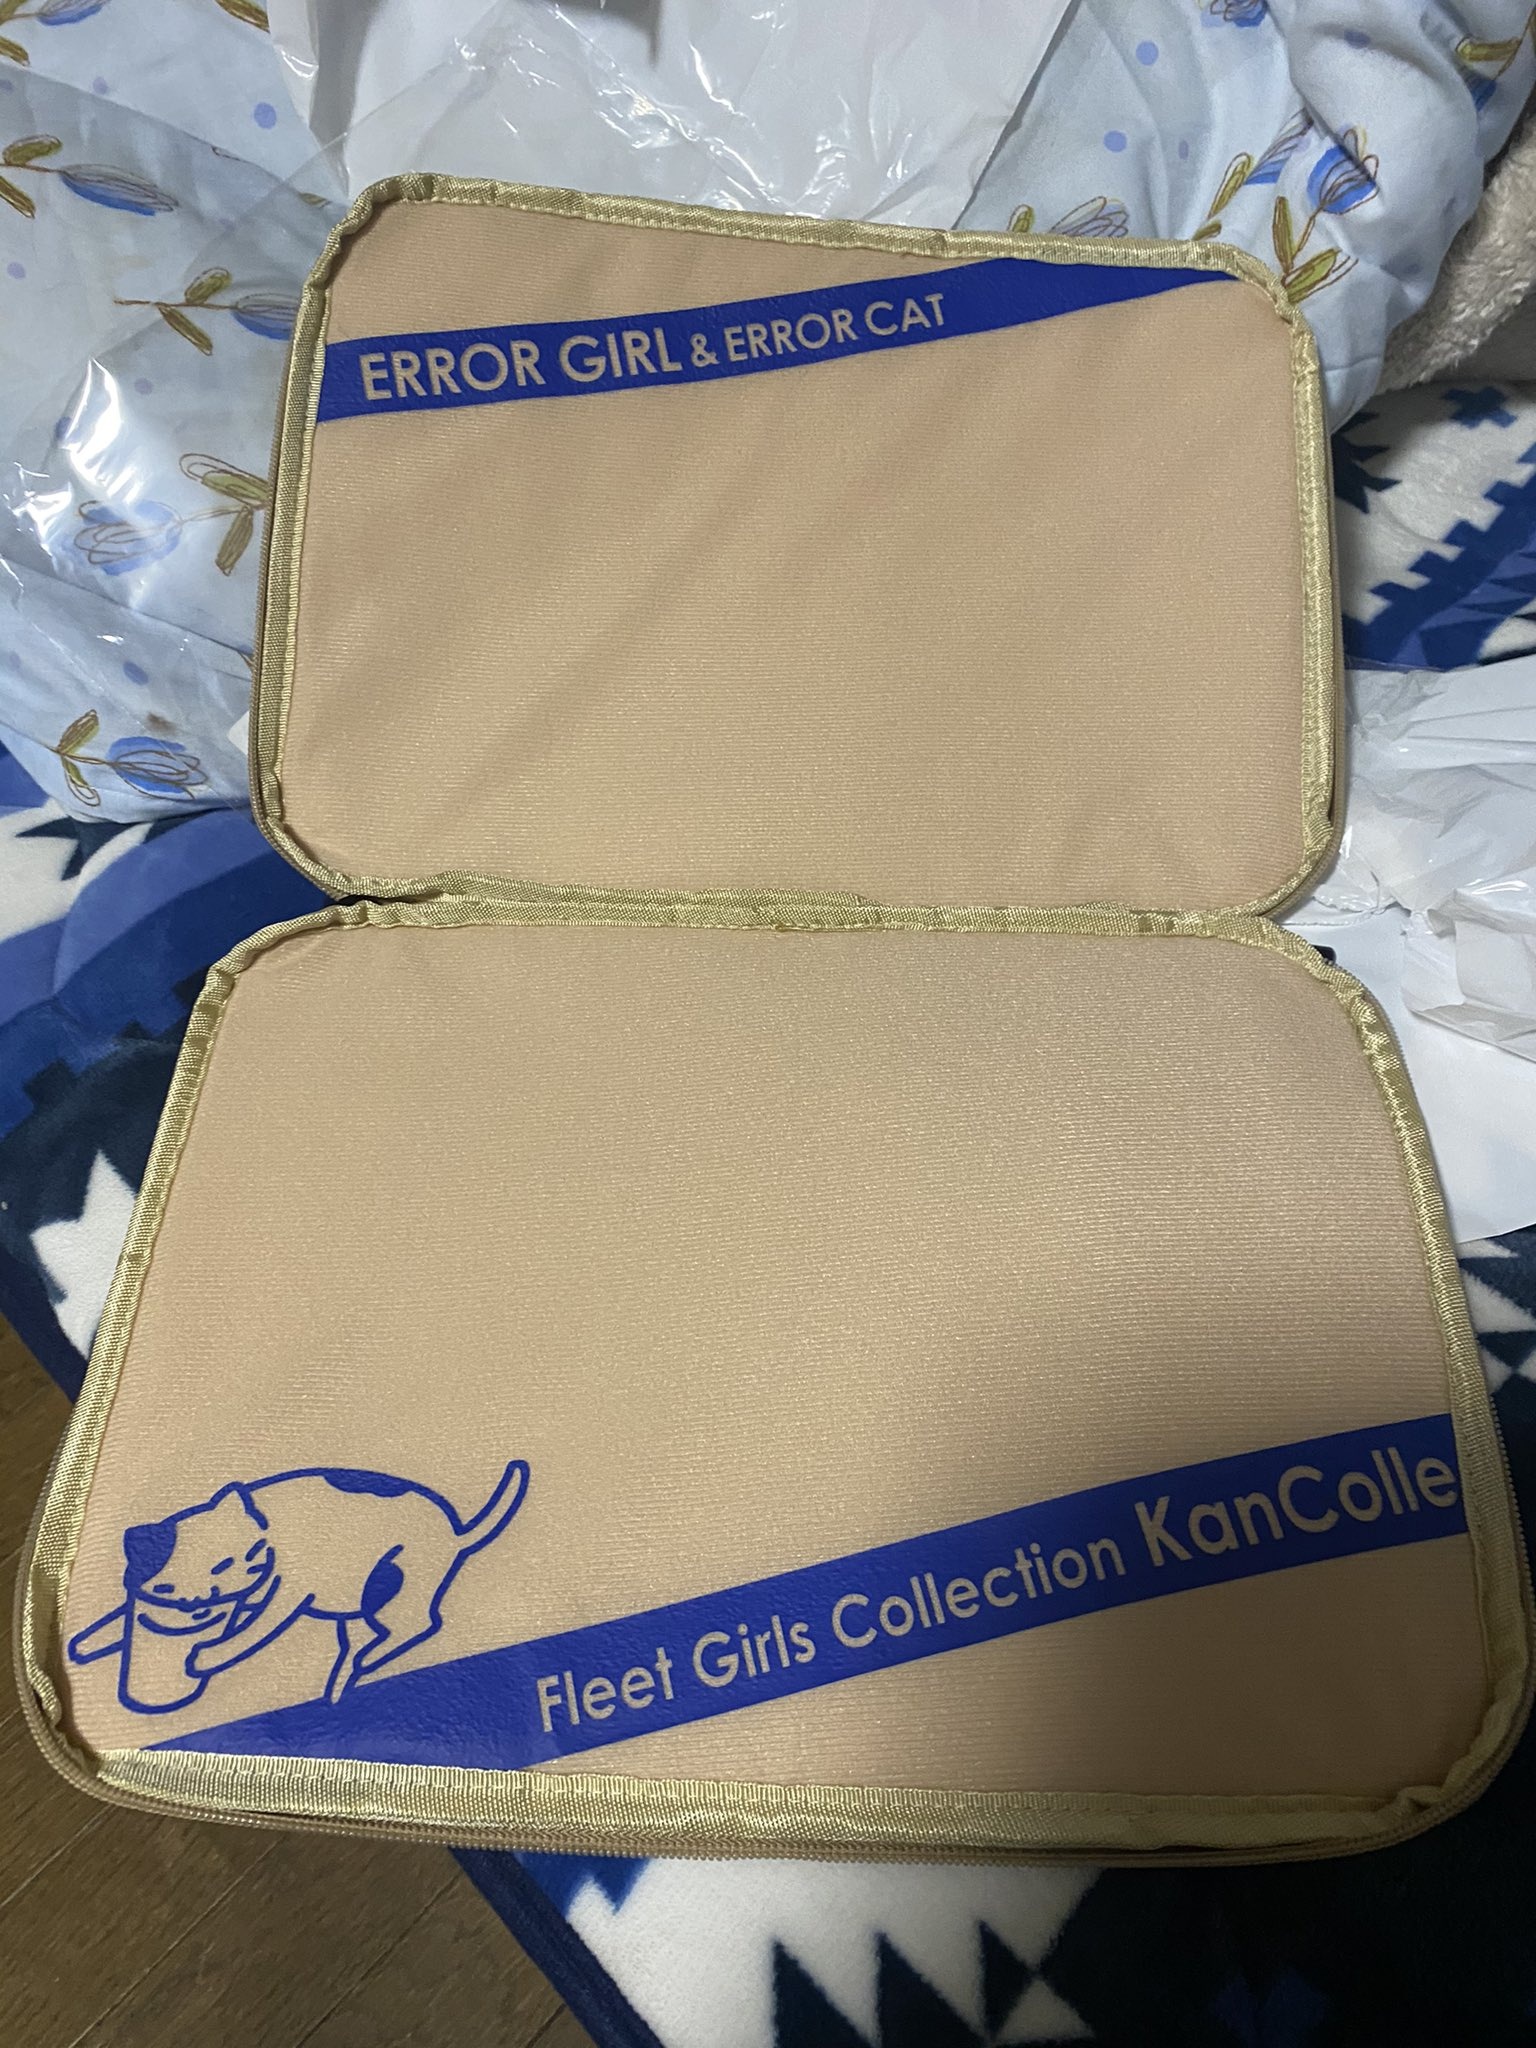 ERROR GIRL & ERROR CAT
Fleet Girls Collection KanColle